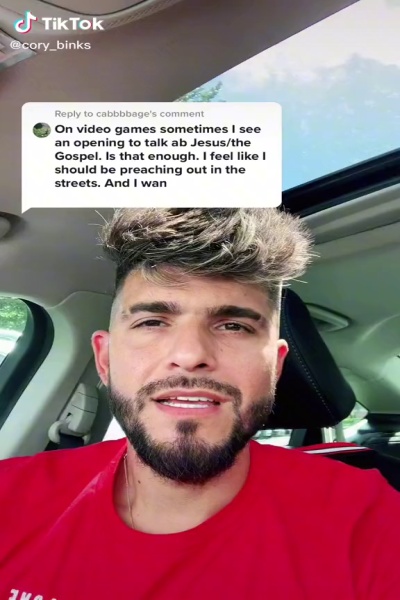 TikTok
@cory_binks
Reply to cabbbbage's comment
On video games sometimes I see
an opening to talk ab Jesus/the
Gospel. Is that enough. I feel like I
should be preaching out in the
streets. And I wan